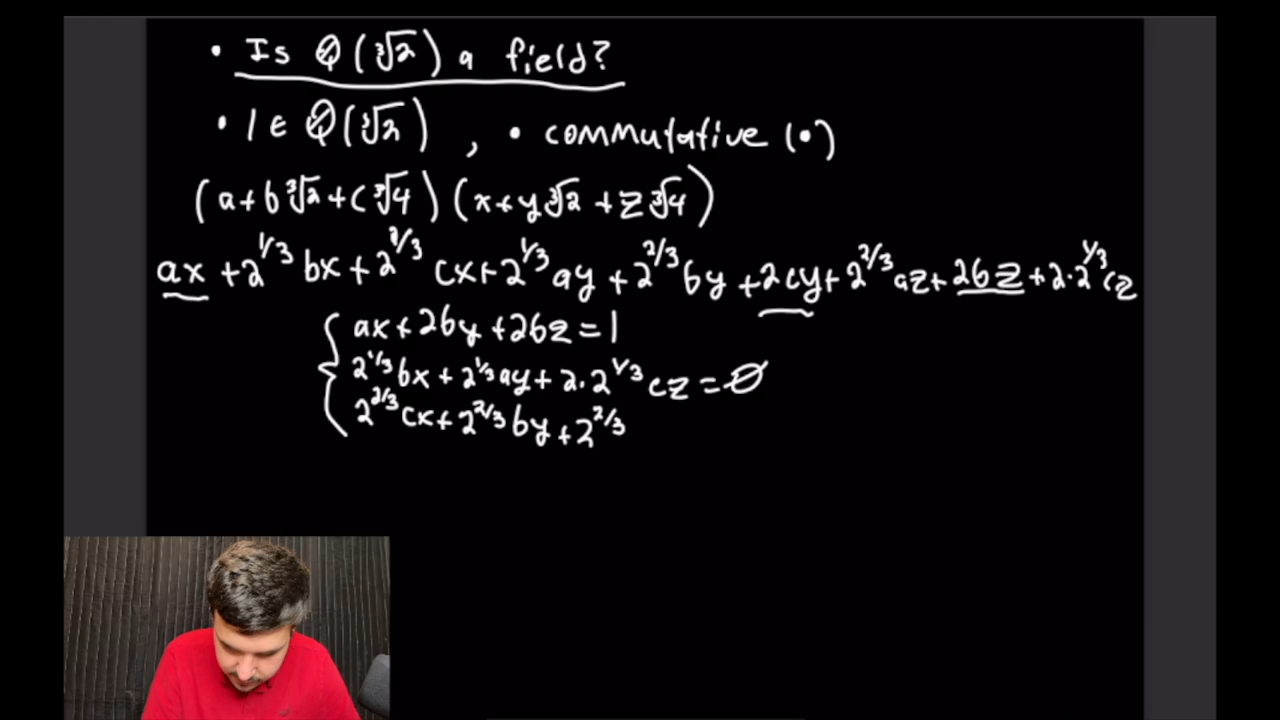 • Is ℚ(∛2) a field?
• 1 ∈ ℚ(∛2) , • commutative (•)
(a+b∛2+c∛4)(x+y∛2+z∛4)
ax+2^{1/3}bx+2^{2/3}cx+2^{1/3}ay+2^{2/3}by+2cy+2^{2/3}az+2bz+2·2^{1/3}cz
{ ax+2by+2bz=1
2^{1/3}bx+2^{1/3}ay+2·2^{1/3}cz=0
2^{2/3}cx+2^{2/3}by+2^{2/3}